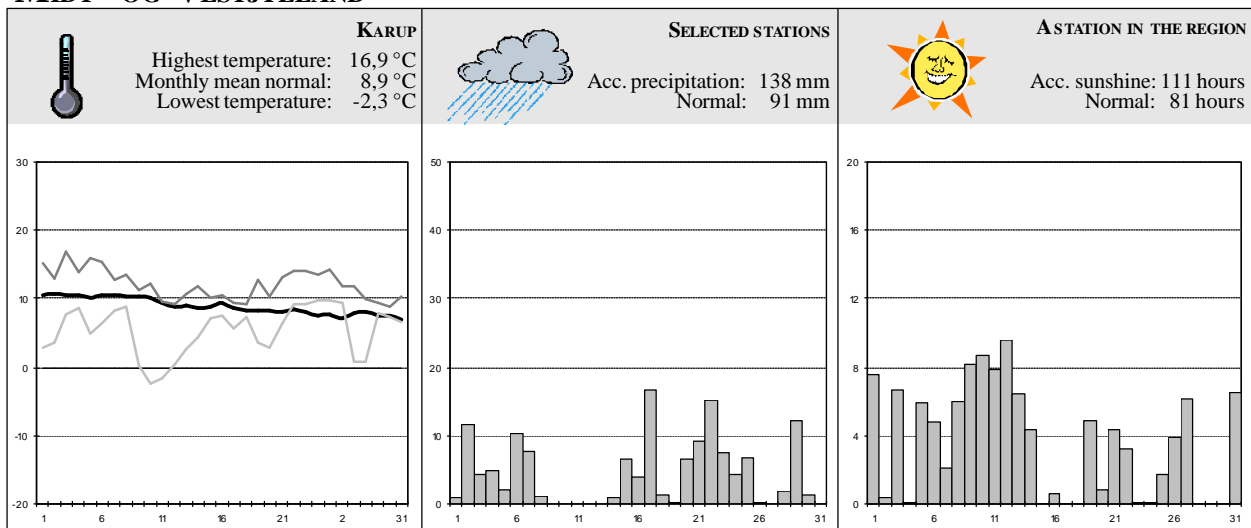 MIDT- OG VESTJYLLAND
KARUP
Highest temperature: 16,9 °C
Monthly mean normal: 8,9 °C
Lowest temperature: -2,3 °C
SELECTED STATIONS
Acc. precipitation: 138 mm
Normal: 91 mm
A STATION IN THE REGION
Acc. sunshine: 111 hours
Normal: 81 hours
30
20
10
0
-10
-20
1 6 11 16 21 2 31
50
40
30
20
10
0
1 6 11 16 21 26 31
20
16
12
8
4
0
1 6 11 16 21 26 31